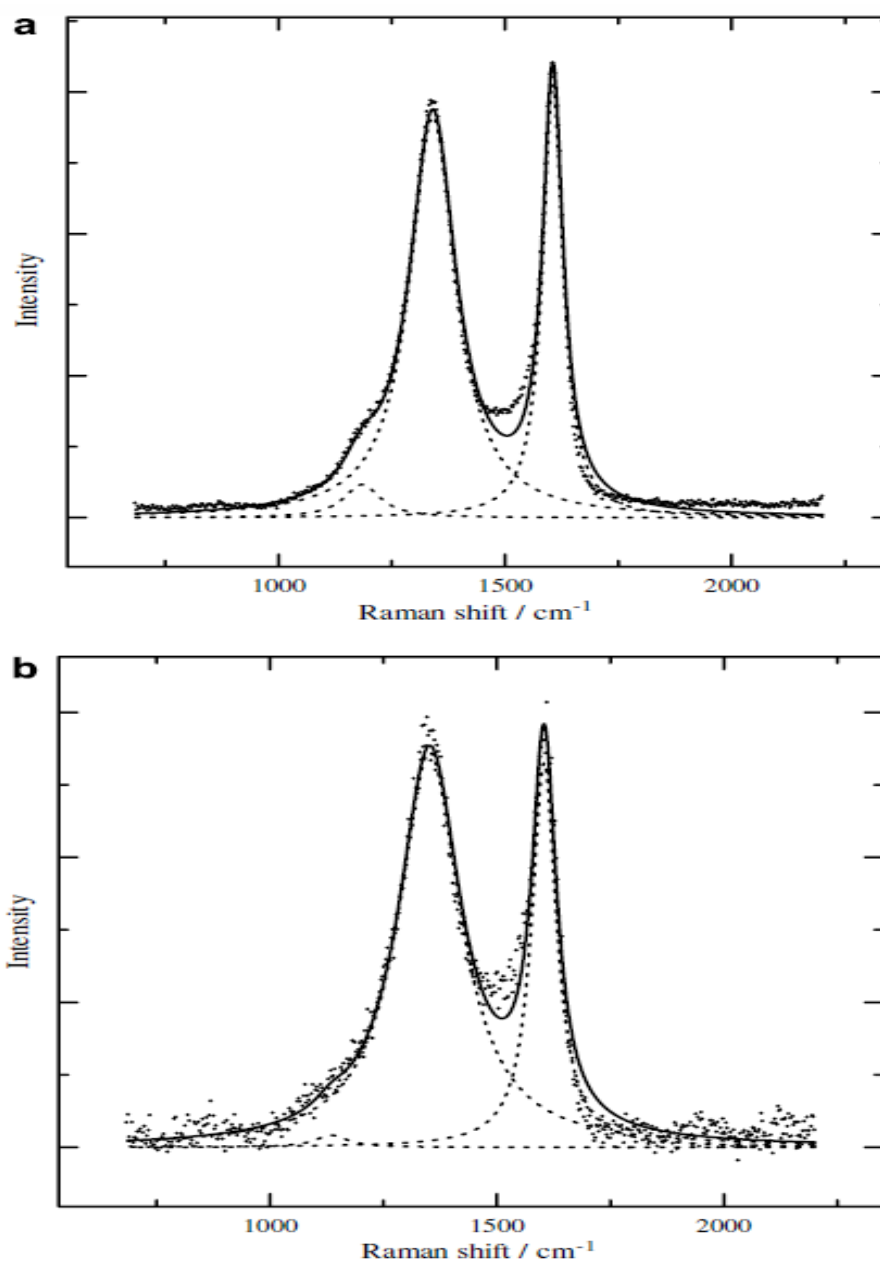 a
Intensity
1000 1500 2000
Raman shift / cm-1
b
Intensity
1000 1500 2000
Raman shift / cm-1